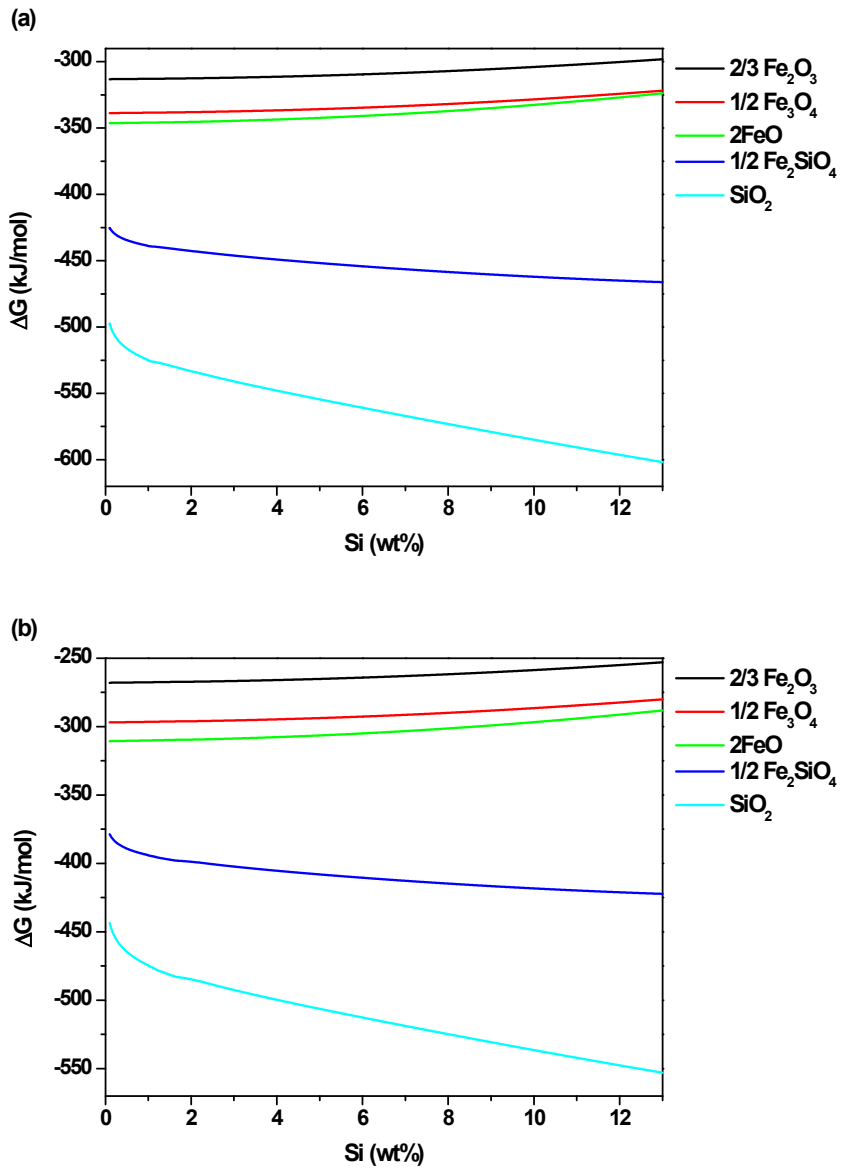 (a)
-300
-350
-400
-450
-500
-550
-600
ΔG (kJ/mol)
0 2 4 6 8 10 12
Si (wt%)
2/3 Fe₂O₃
1/2 Fe₃O₄
2FeO
1/2 Fe₂SiO₄
SiO₂
(b)
-250
-300
-350
-400
-450
-500
-550
ΔG (kJ/mol)
0 2 4 6 8 10 12
Si (wt%)
2/3 Fe₂O₃
1/2 Fe₃O₄
2FeO
1/2 Fe₂SiO₄
SiO₂